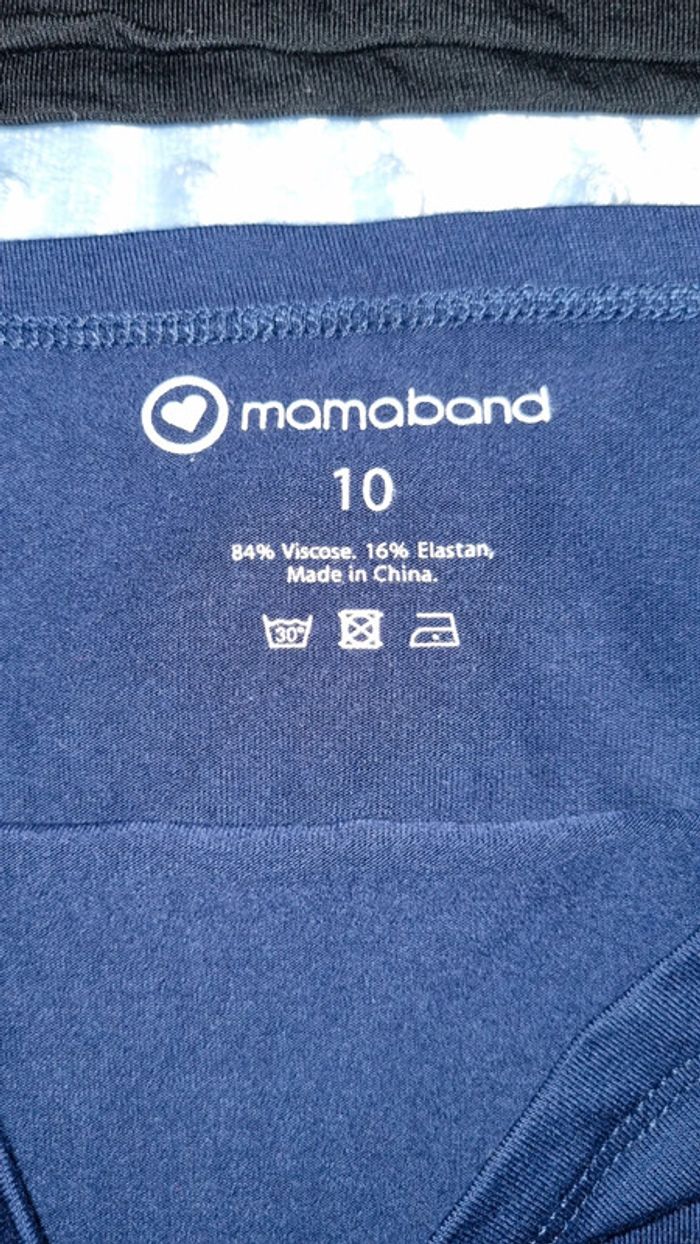 mamaband
10
84% Viscose. 16% Elastan,
Made in China.
30°